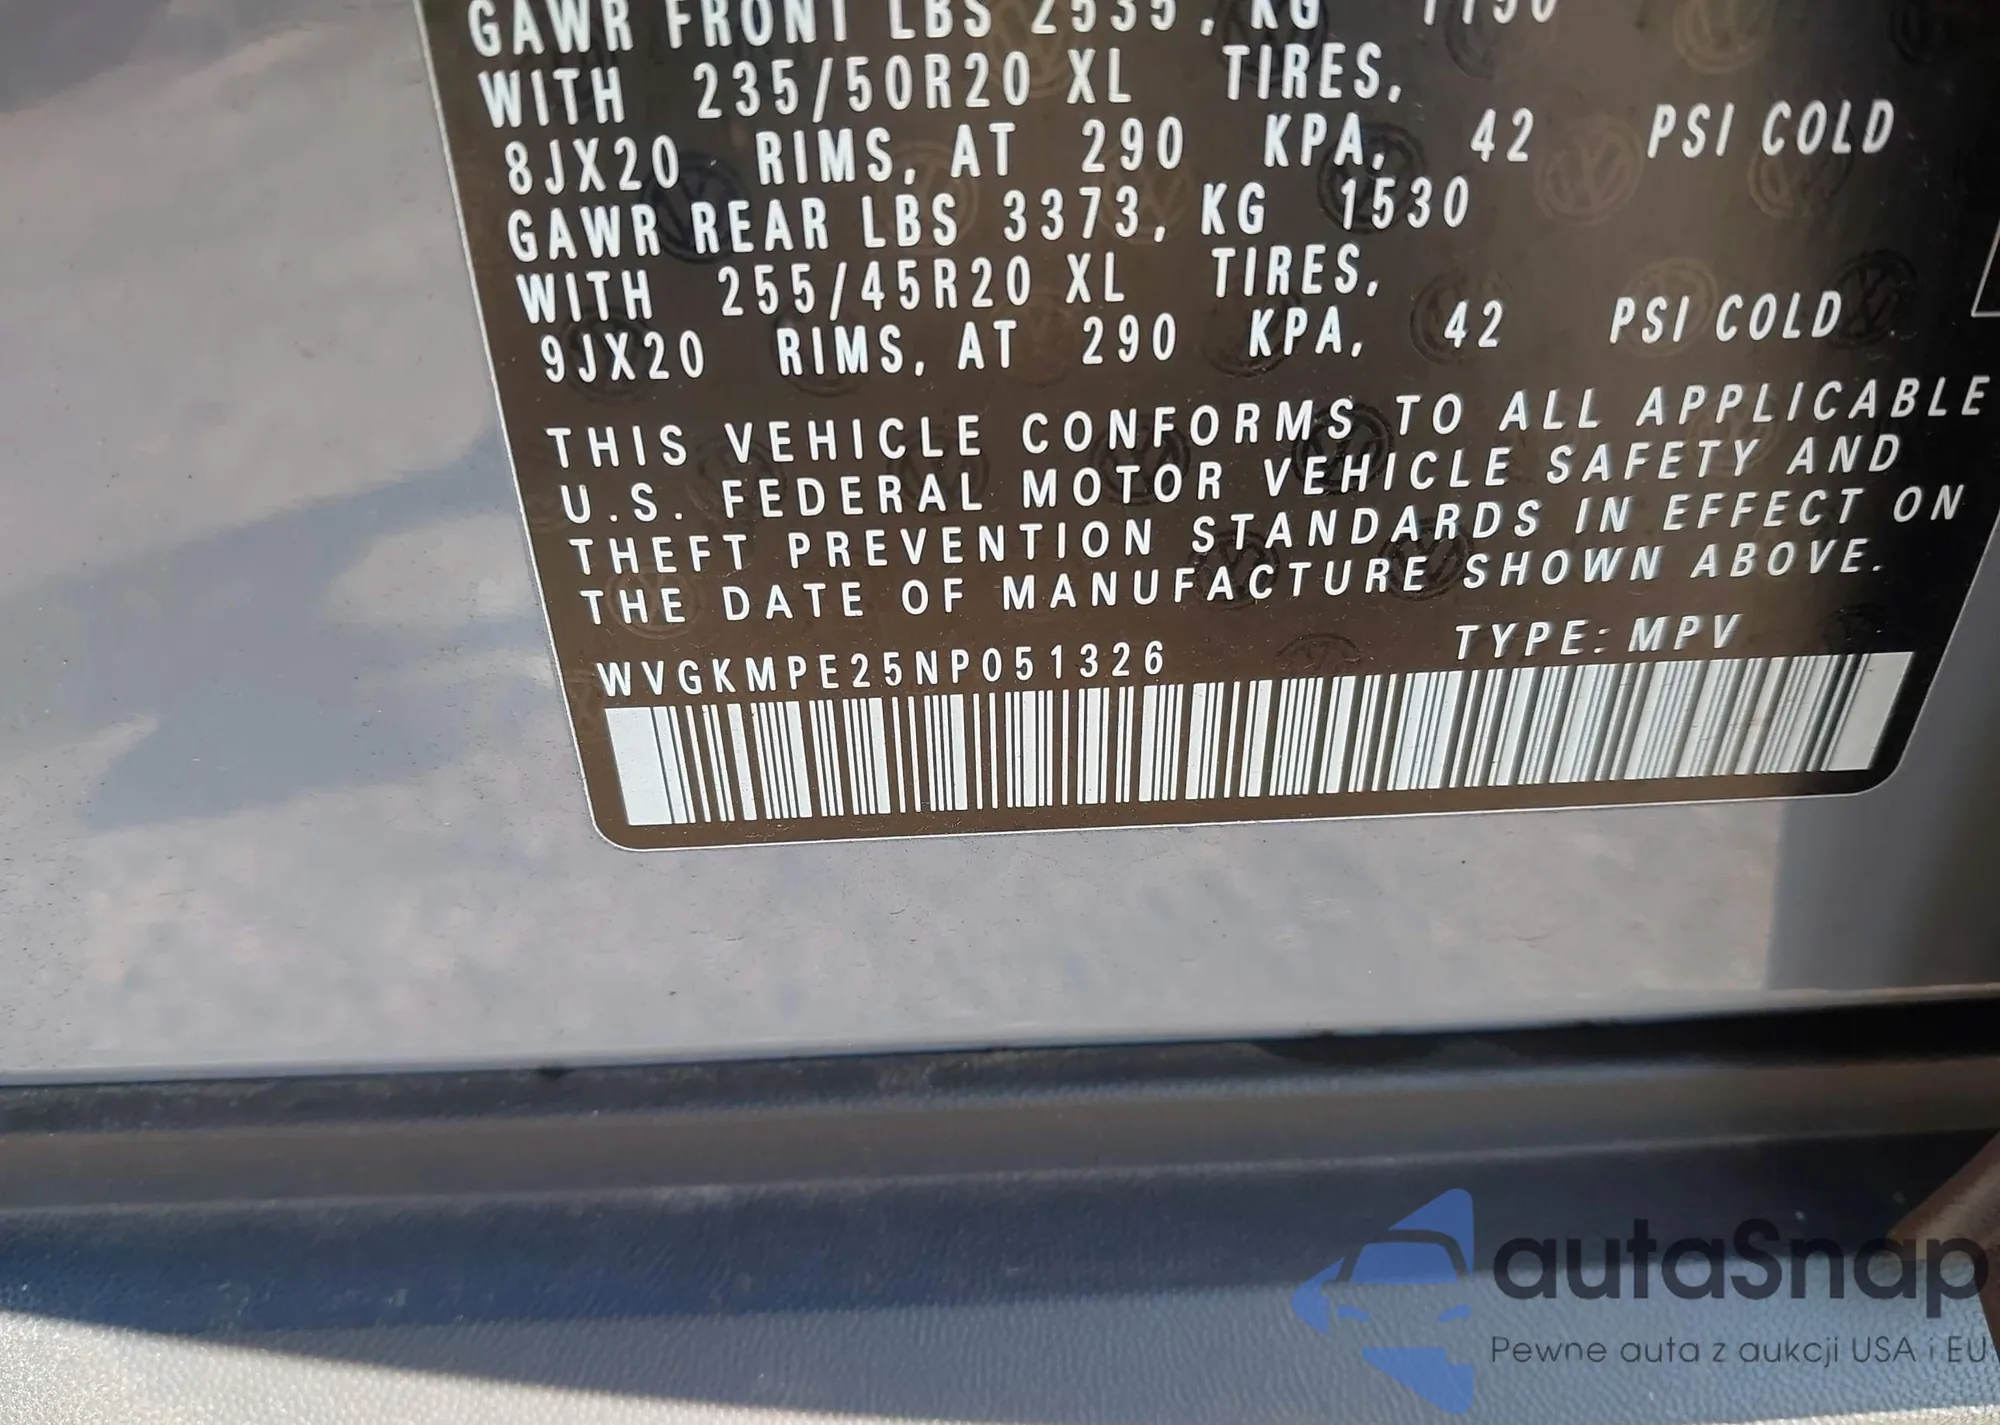 GAWR FRONT LBS 2535, KG 1150
WITH 235/50R20 XL TIRES,
8JX20 RIMS, AT 290 KPA, 42 PSI COLD
GAWR REAR LBS 3373, KG 1530
WITH 255/45R20 XL TIRES,
9JX20 RIMS, AT 290 KPA, 42 PSI COLD
THIS VEHICLE CONFORMS TO ALL APPLICABLE
U.S. FEDERAL MOTOR VEHICLE SAFETY AND
THEFT PREVENTION STANDARDS IN EFFECT ON
THE DATE OF MANUFACTURE SHOWN ABOVE.
WVGKMPE25NP051326 TYPE: MPV
autaSnap
Pewne auta z aukcji USA i EU